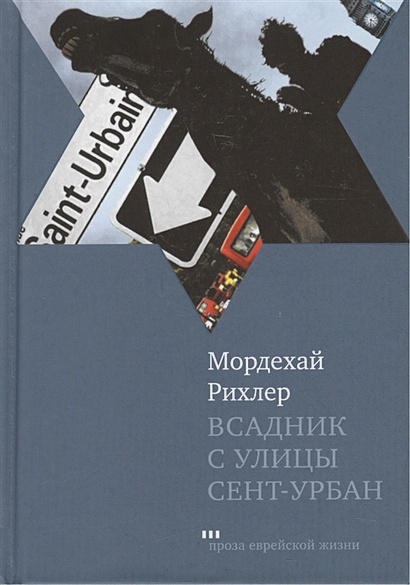 Saint-Urbain
Мордехай
Рихлер
ВСАДНИК
С УЛИЦЫ
СЕНТ-УРБАН
проза еврейской жизни